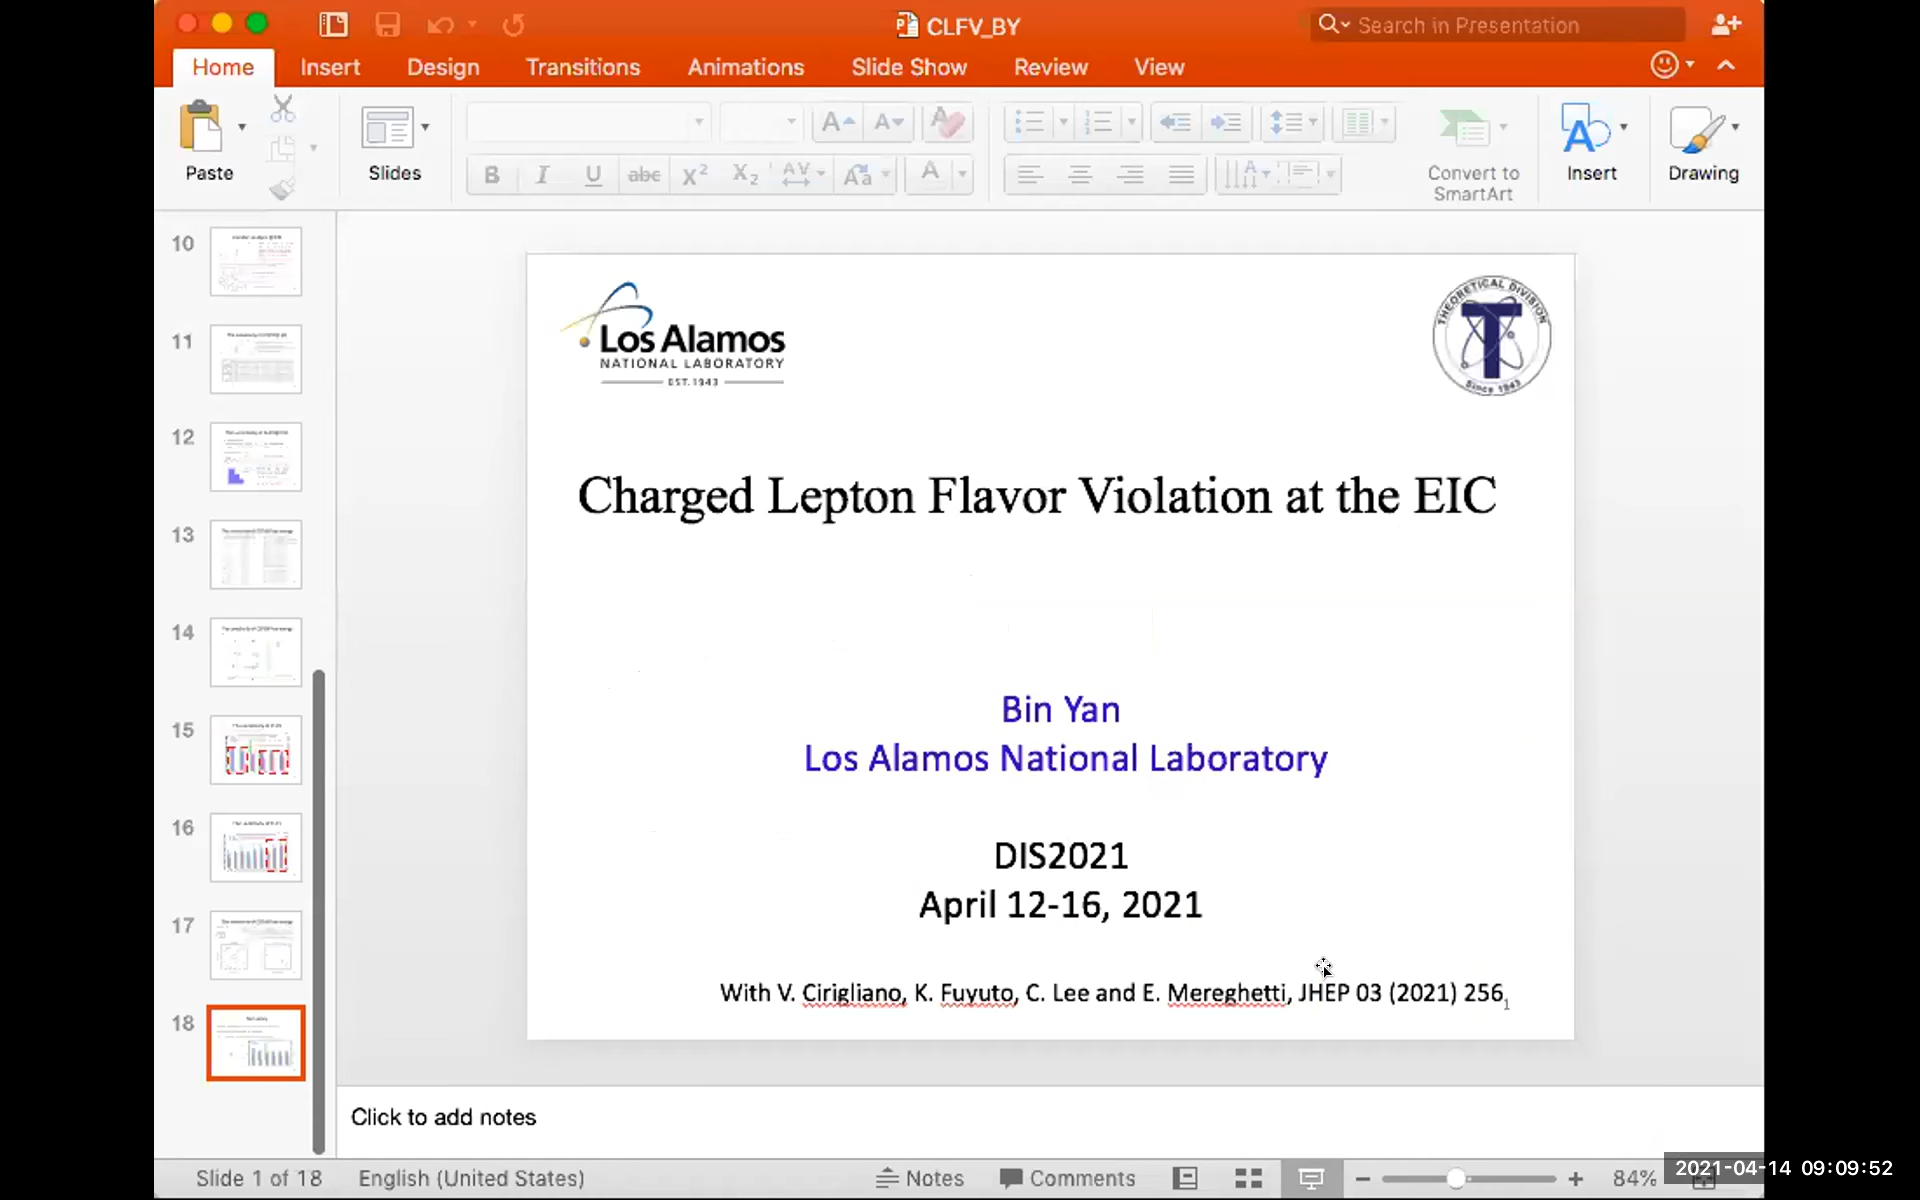 CLFV_BY
Search in Presentation
Home Insert Design Transitions Animations Slide Show Review View
Paste
Slides
Convert to
SmartArt
Insert
Drawing
10
11
12
13
14
15
16
17
18
Los Alamos
NATIONAL LABORATORY
EST. 1943
THEORETICAL DIVISION
T
Since 1943
Charged Lepton Flavor Violation at the EIC
Bin Yan
Los Alamos National Laboratory
DIS2021
April 12-16, 2021
With V. Cirigliano, K. Fuyuto, C. Lee and E. Mereghetti, JHEP 03 (2021) 256,
1
Click to add notes
Slide 1 of 18 English (United States) Notes Comments 84%
2021-04-14 09:09:52